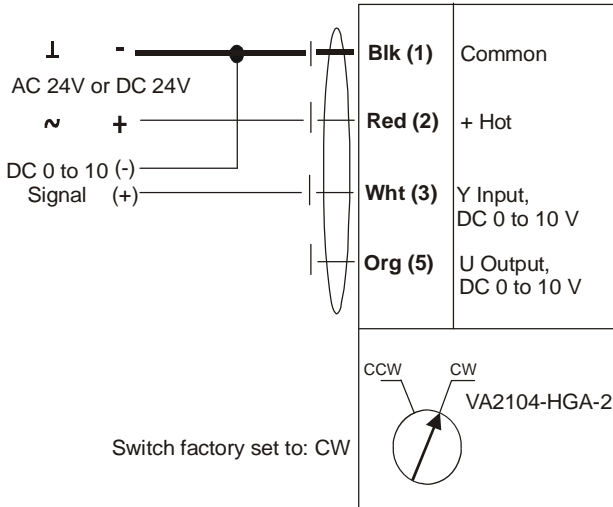 ⊥ - Blk (1) Common
AC 24V or DC 24V
~ + Red (2) + Hot
DC 0 to 10 (-)
Signal (+) Wht (3) Y Input,
DC 0 to 10 V
Org (5) U Output,
DC 0 to 10 V
CCW CW
VA2104-HGA-2
Switch factory set to: CW